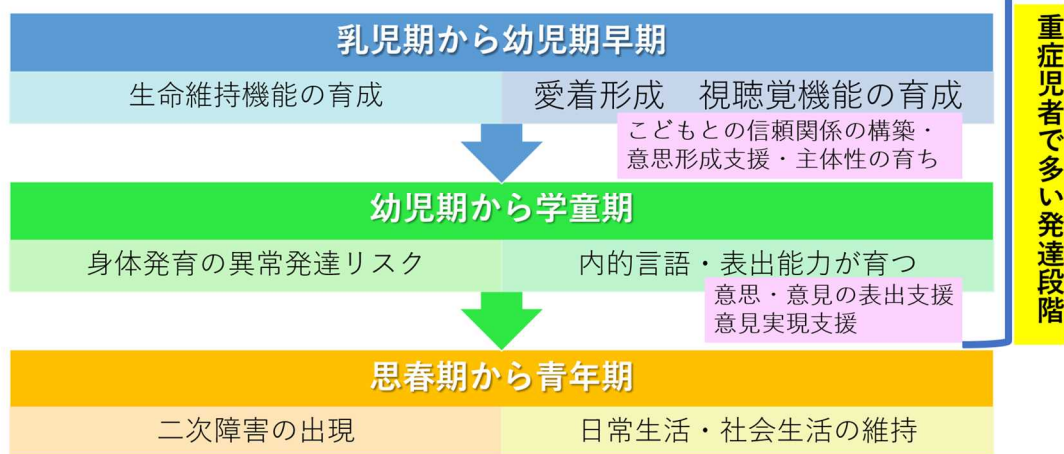 乳児期から幼児期早期
生命維持機能の育成
愛着形成　視聴覚機能の育成
こどもとの信頼関係の構築・
意思形成支援・主体性の育ち
幼児期から学童期
身体発育の異常発達リスク
内的言語・表出能力が育つ
意思・意見の表出支援
意見実現支援
思春期から青年期
二次障害の出現
日常生活・社会生活の維持
重症児者で多い発達段階